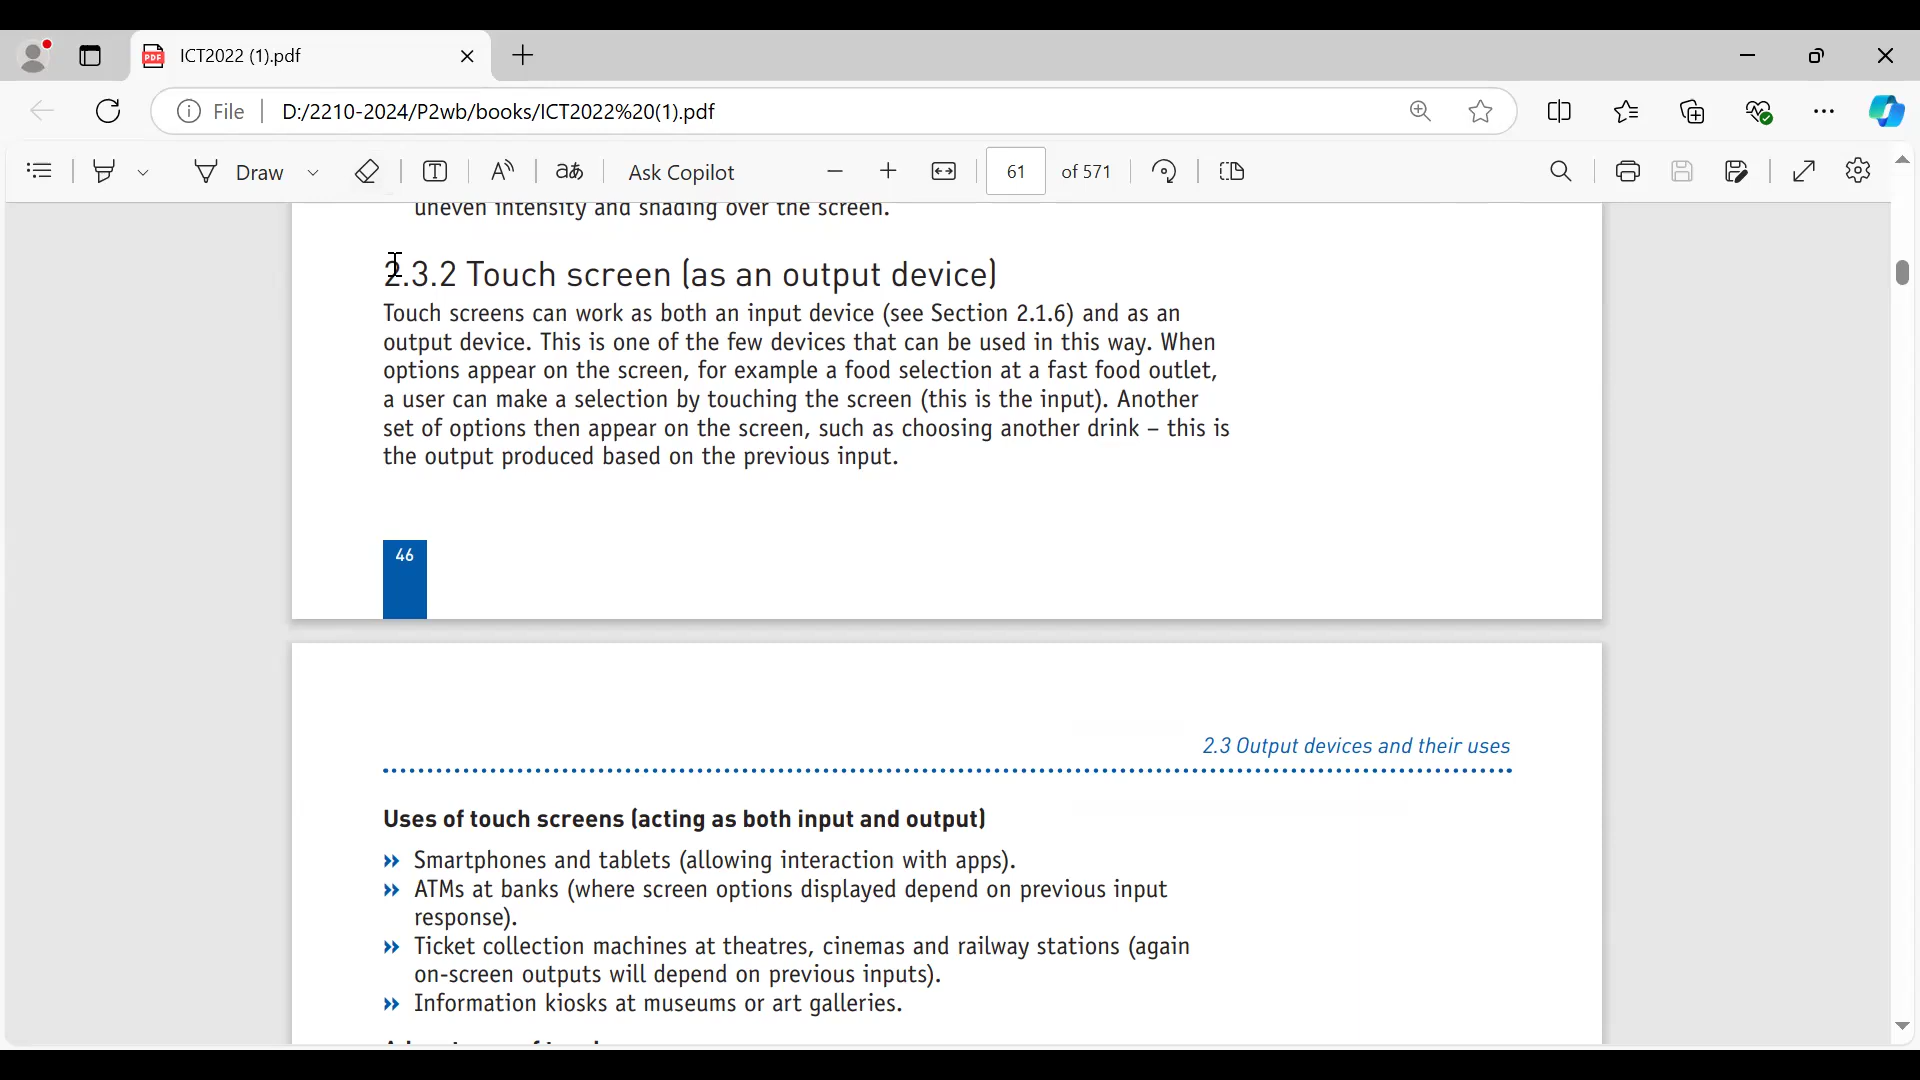 ICT2022 (1).pdf
File D:/2210-2024/P2wb/books/ICT2022%20(1).pdf
Draw T A aあ Ask Copilot 61 of 571
uneven intensity and shading over the screen.
2.3.2 Touch screen (as an output device)
Touch screens can work as both an input device (see Section 2.1.6) and as an
output device. This is one of the few devices that can be used in this way. When
options appear on the screen, for example a food selection at a fast food outlet,
a user can make a selection by touching the screen (this is the input). Another
set of options then appear on the screen, such as choosing another drink – this is
the output produced based on the previous input.
46
2.3 Output devices and their uses
Uses of touch screens (acting as both input and output)
» Smartphones and tablets (allowing interaction with apps).
» ATMs at banks (where screen options displayed depend on previous input
response).
» Ticket collection machines at theatres, cinemas and railway stations (again
on-screen outputs will depend on previous inputs).
» Information kiosks at museums or art galleries.